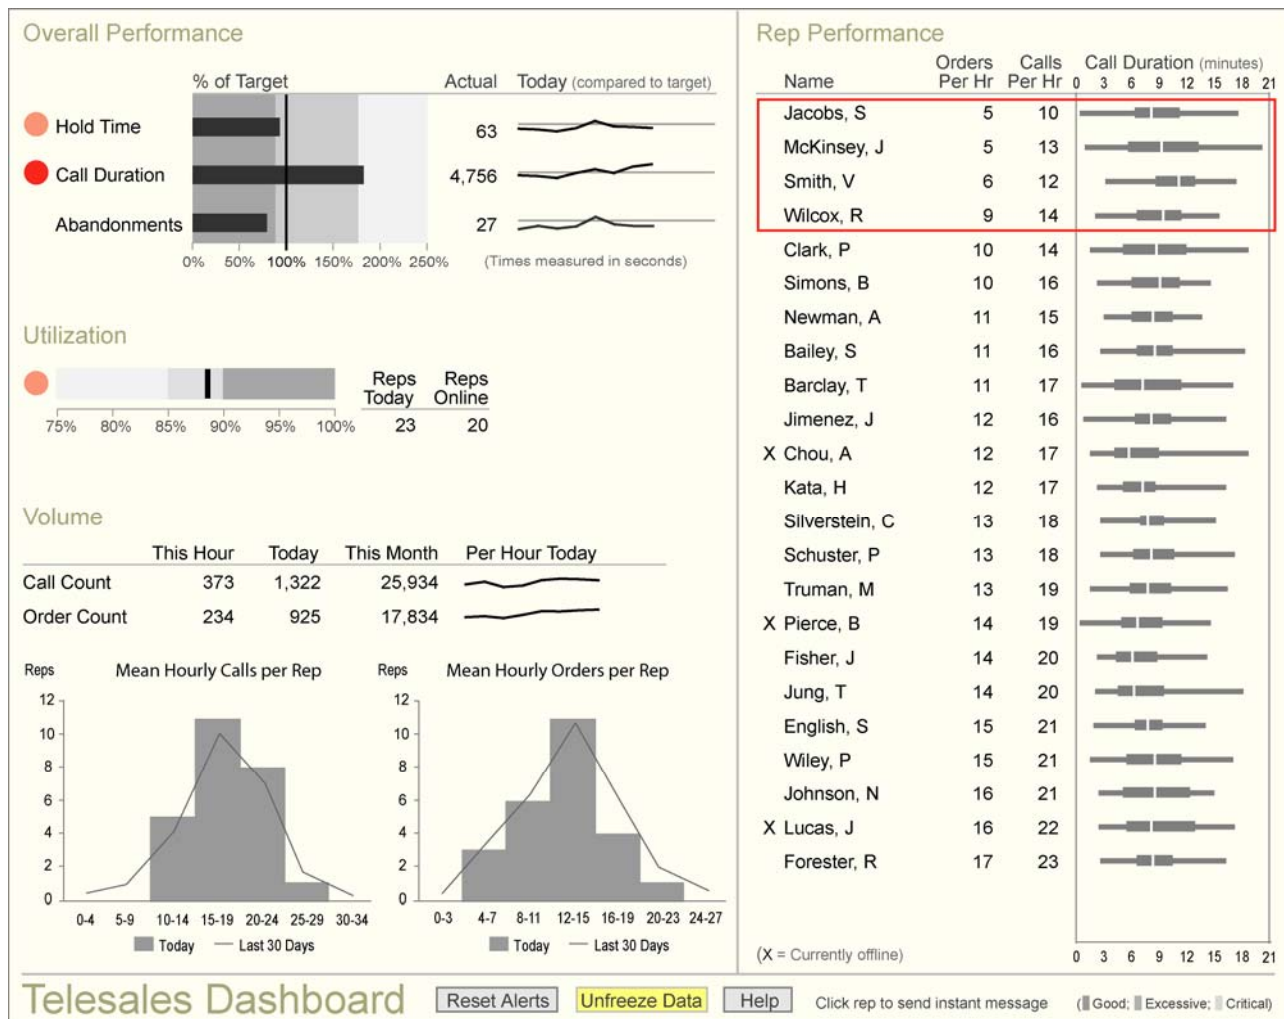 Overall Performance
% of Target Actual Today (compared to target)
Hold Time 63
Call Duration 4,756
Abandonments 27
0% 50% 100% 150% 200% 250% (Times measured in seconds)
Utilization
Reps Today Reps Online
75% 80% 85% 90% 95% 100% 23 20
Volume
This Hour Today This Month Per Hour Today
Call Count 373 1,322 25,934
Order Count 234 925 17,834
Reps Mean Hourly Calls per Rep
12
10
8
6
4
2
0
0-4 5-9 10-14 15-19 20-24 25-29 30-34
Today Last 30 Days
Reps Mean Hourly Orders per Rep
12
10
8
6
4
2
0
0-3 4-7 8-11 12-15 16-19 20-23 24-27
Today Last 30 Days
Rep Performance
Orders Calls Call Duration (minutes)
Name Per Hr Per Hr 0 3 6 9 12 15 18 21
Jacobs, S 5 10
McKinsey, J 5 13
Smith, V 6 12
Wilcox, R 9 14
Clark, P 10 14
Simons, B 10 16
Newman, A 11 15
Bailey, S 11 16
Barclay, T 11 17
Jimenez, J 12 16
X Chou, A 12 17
Kata, H 12 17
Silverstein, C 13 18
Schuster, P 13 18
Truman, M 13 19
X Pierce, B 14 19
Fisher, J 14 20
Jung, T 14 20
English, S 15 21
Wiley, P 15 21
Johnson, N 16 21
X Lucas, J 16 22
Forester, R 17 23
(X = Currently offline) 0 3 6 9 12 15 18 21
Telesales Dashboard Reset Alerts Unfreeze Data Help Click rep to send instant message (Good; Excessive; Critical)